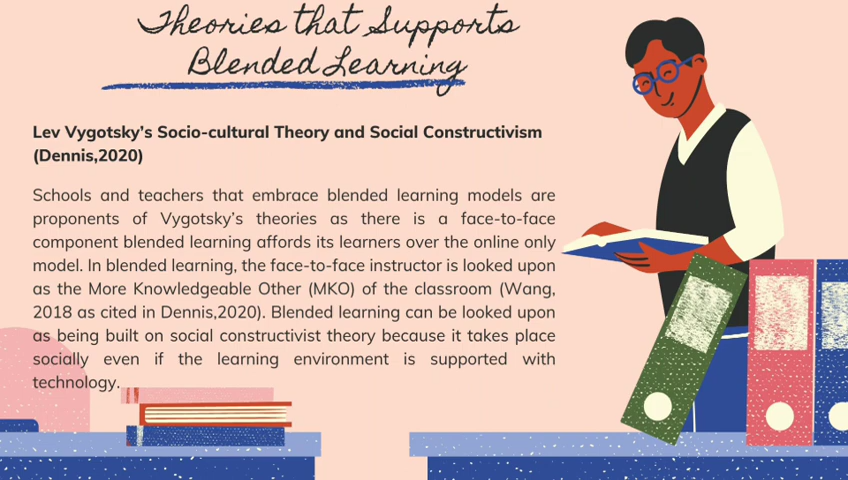 Theories that Supports
Blended Learning
Lev Vygotsky's Socio-cultural Theory and Social Constructivism
(Dennis,2020)
Schools and teachers that embrace blended learning models are
proponents of Vygotsky's theories as there is a face-to-face
component blended learning affords its learners over the online only
model. In blended learning, the face-to-face instructor is looked upon
as the More Knowledgeable Other (MKO) of the classroom (Wang,
2018 as cited in Dennis,2020). Blended learning can be looked upon
as being built on social constructivist theory because it takes place
socially even if the learning environment is supported with
technology.